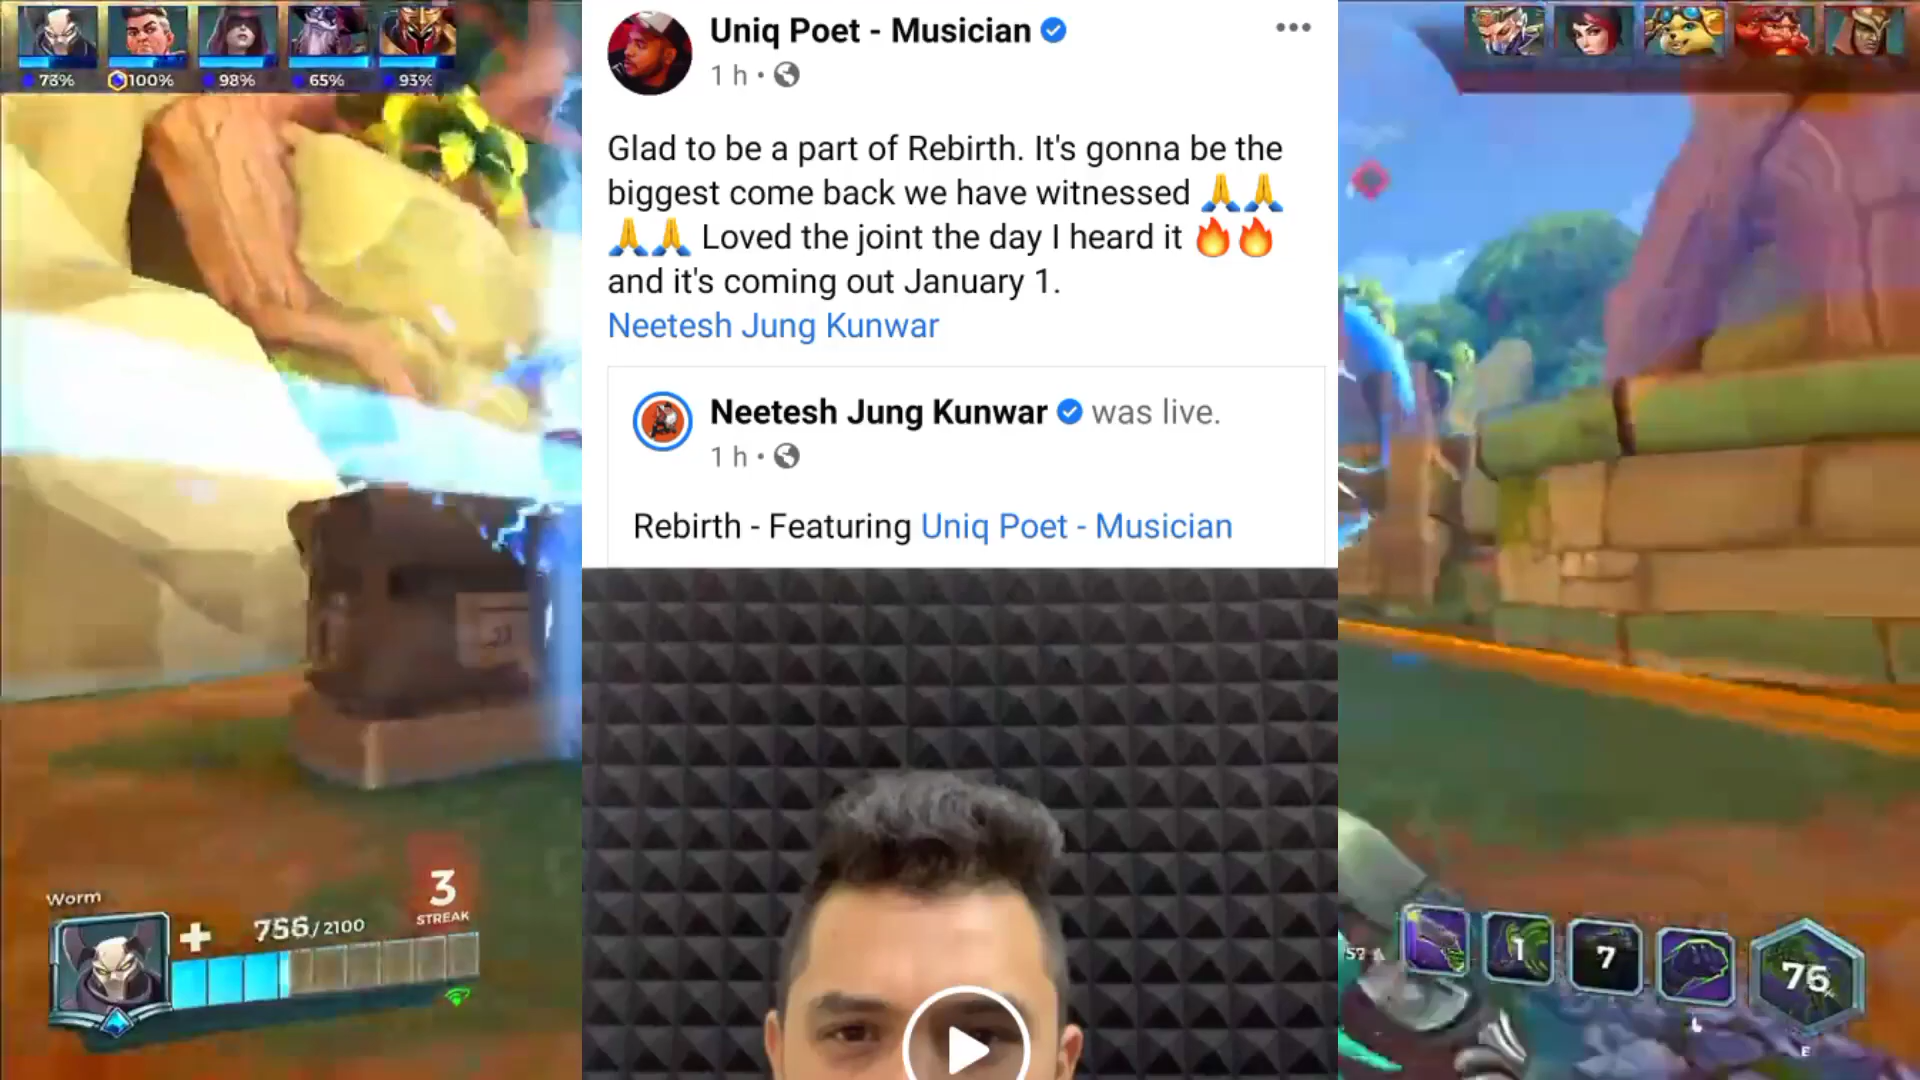 73%
100%
98%
65%
93%
Uniq Poet - Musician
1 h •
Glad to be a part of Rebirth. It's gonna be the
biggest come back we have witnessed 🙏🙏
🙏🙏 Loved the joint the day I heard it 🔥🔥
and it's coming out January 1.
Neetesh Jung Kunwar
Neetesh Jung Kunwar was live.
1 h •
Rebirth - Featuring Uniq Poet - Musician
Worm
756/2100
3
STREAK
1
7
76
E